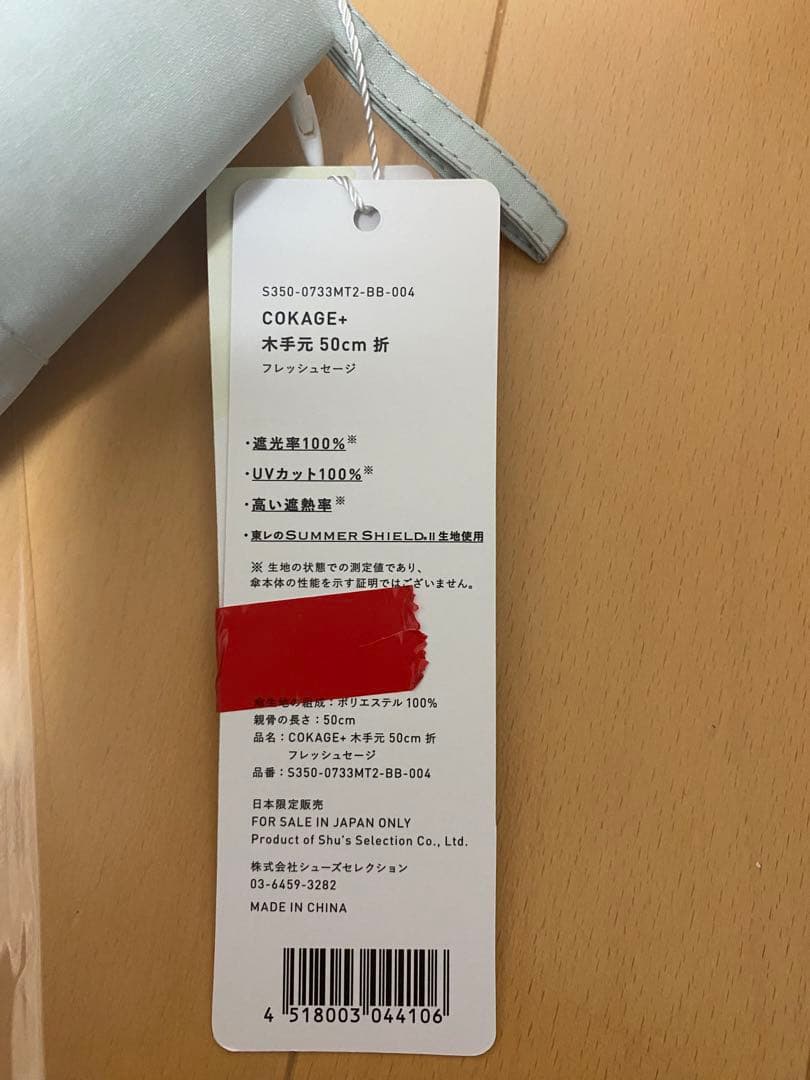 S350-0733MT2-BB-004
COKAGE+
木手元 50cm 折
フレッシュセージ
・遮光率100%※
・UVカット100%※
・高い遮熱率※
・東レのSUMMER SHIELD®II生地使用
※ 生地の状態での測定値であり、
傘本体の性能を示す証明ではございません。
傘生地の組成：ポリエステル 100%
親骨の長さ：50cm
品名：COKAGE+ 木手元 50cm 折
フレッシュセージ
品番：S350-0733MT2-BB-004
日本限定販売
FOR SALE IN JAPAN ONLY
Product of Shu's Selection Co., Ltd.
株式会社シューズセレクション
03-6459-3282
MADE IN CHINA
4 518003 044106